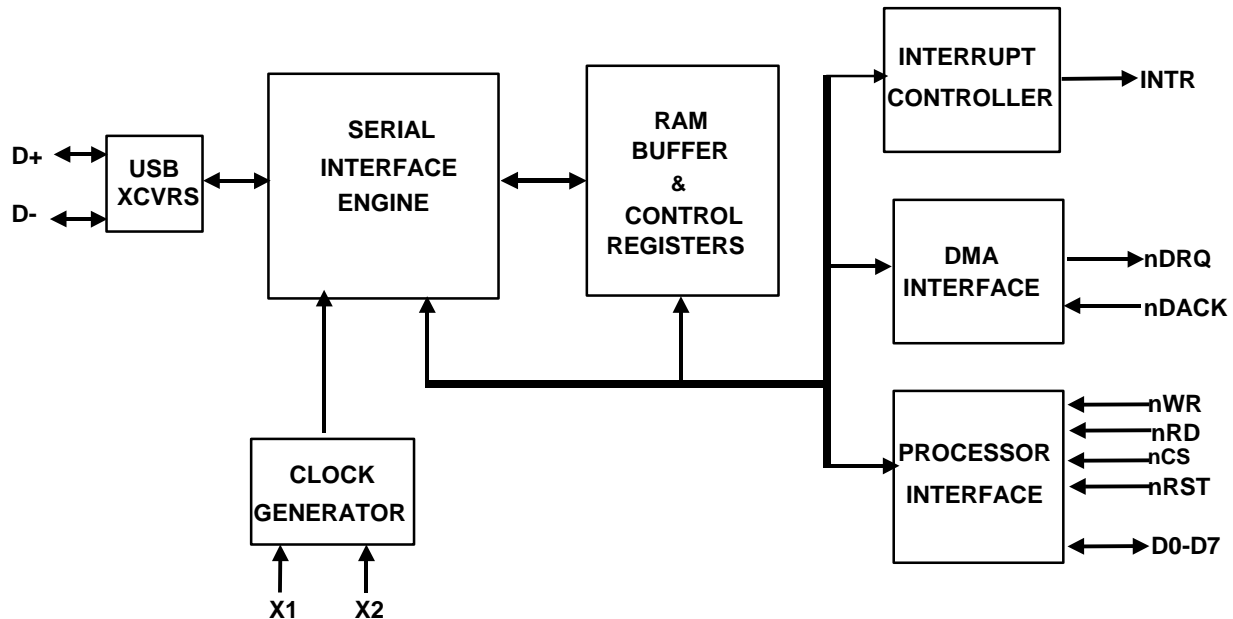 D+
D-
USB
XCVRS
SERIAL
INTERFACE
ENGINE
RAM
BUFFER
&
CONTROL
REGISTERS
CLOCK
GENERATOR
X1
X2
INTERRUPT
CONTROLLER
INTR
DMA
INTERFACE
nDRQ
nDACK
PROCESSOR
INTERFACE
nWR
nRD
nCS
nRST
D0-D7